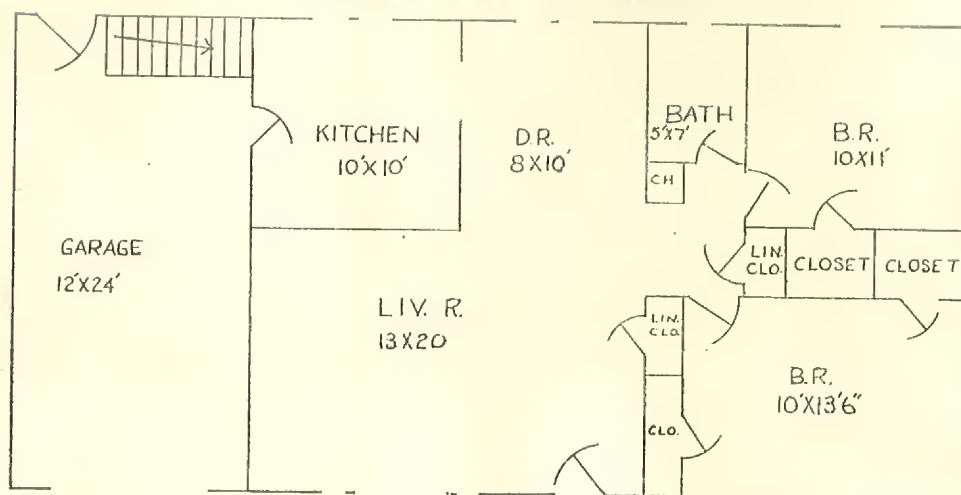 KITCHEN
10'X10'
D.R.
8X10'
BATH
5'X7'
CH
B.R.
10X11'
GARAGE
12'X24'
LIV. R.
13X20
LIN.
CLO.
CLOSET
CLOSET
LIN.
CLO.
CLO.
B.R.
10'X13'6"